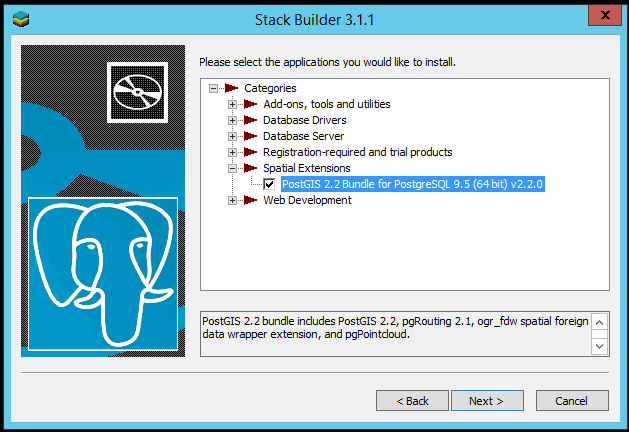 Stack Builder 3.1.1
x
Please select the applications you would like to install.
Categories
Add-ons, tools and utilities
Database Drivers
Database Server
Registration-required and trial products
Spatial Extensions
PostGIS 2.2 Bundle for PostgreSQL 9.5 (64 bit) v2.2.0
Web Development
PostGIS 2.2 bundle includes PostGIS 2.2, pgRouting 2.1, ogr_fdw spatial foreign
data wrapper extension, and pgPointcloud.
< Back
Next >
Cancel